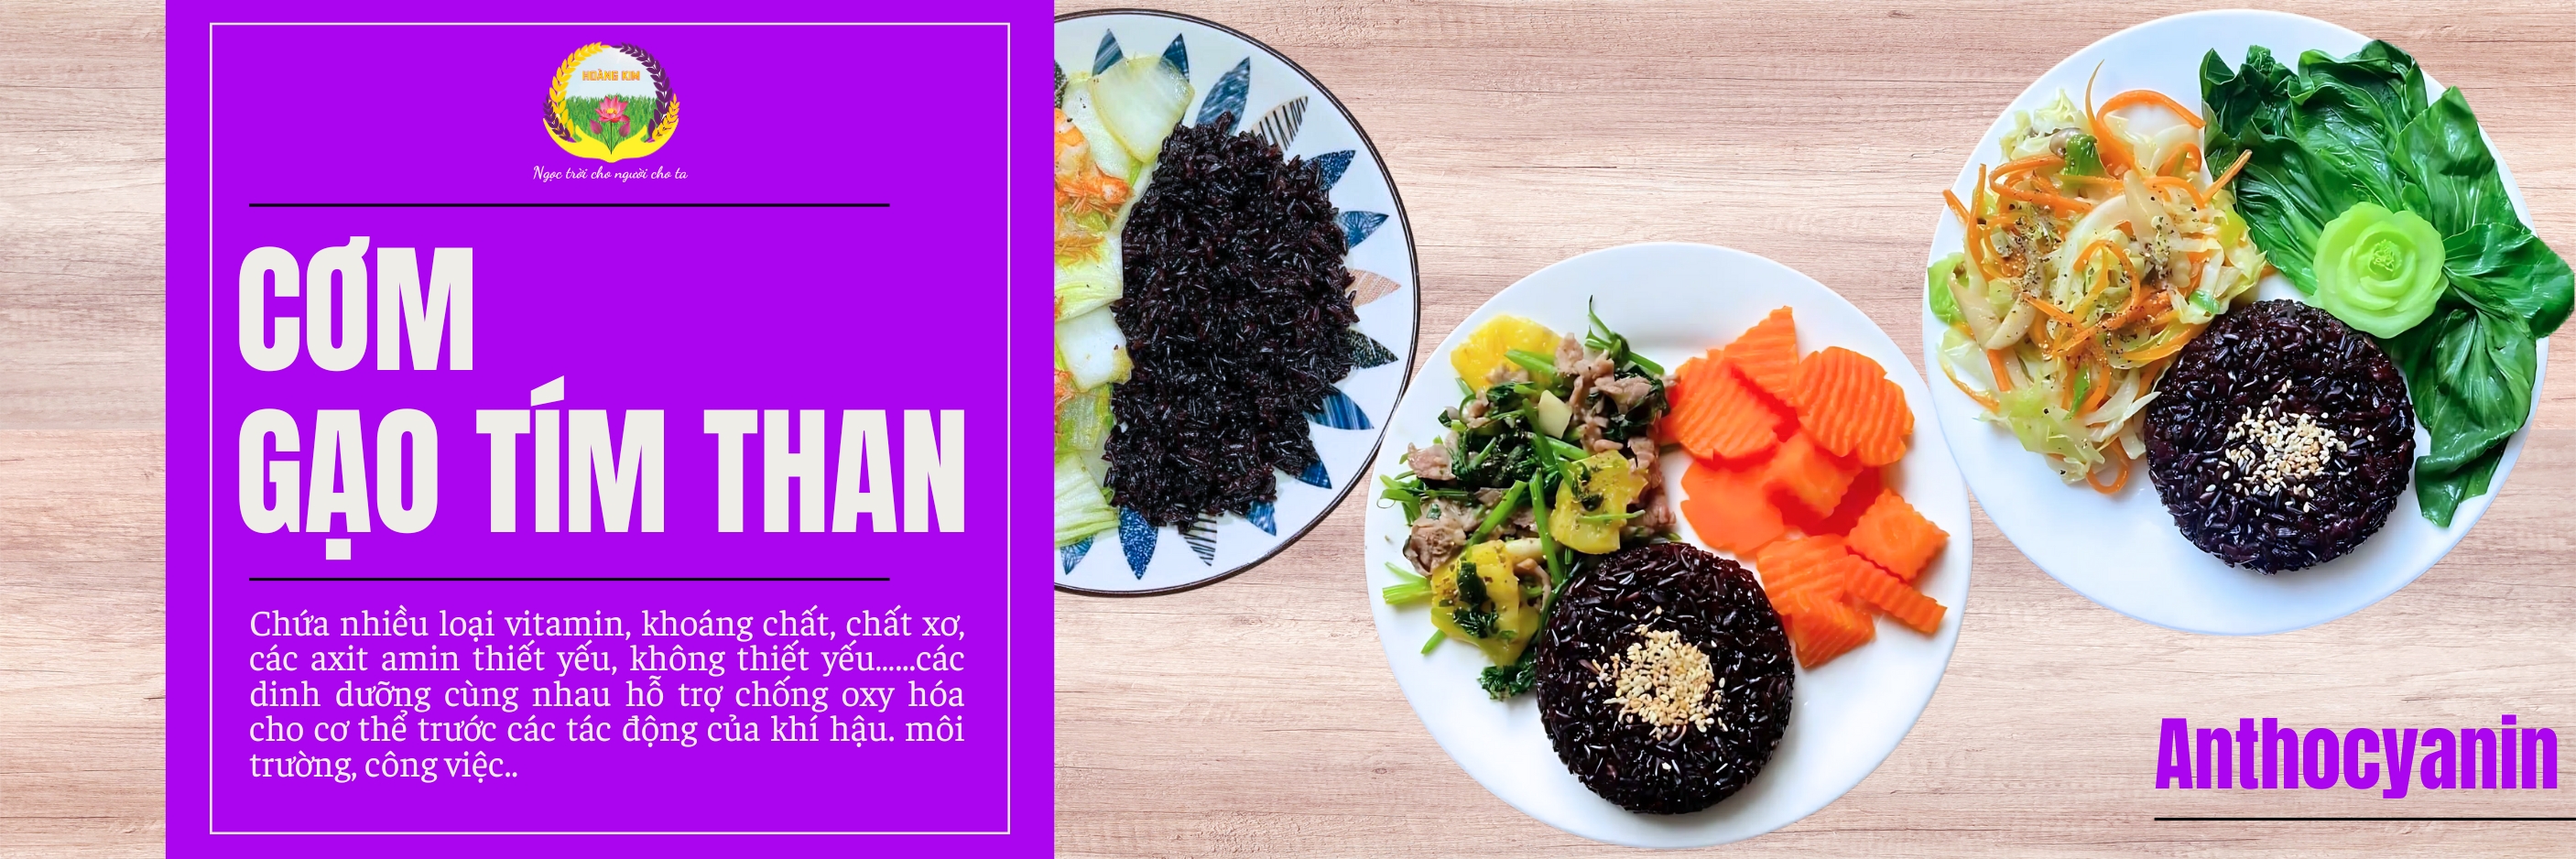 HOÀNG KIM
Ngọc trời cho người cho ta
CƠM
GẠO TÍM THAN
Chứa nhiều loại vitamin, khoáng chất, chất xơ,
các axit amin thiết yếu, không thiết yếu......các
dinh dưỡng cùng nhau hỗ trợ chống oxy hóa
cho cơ thể trước các tác động của khí hậu. môi
trường, công việc..
Anthocyanin